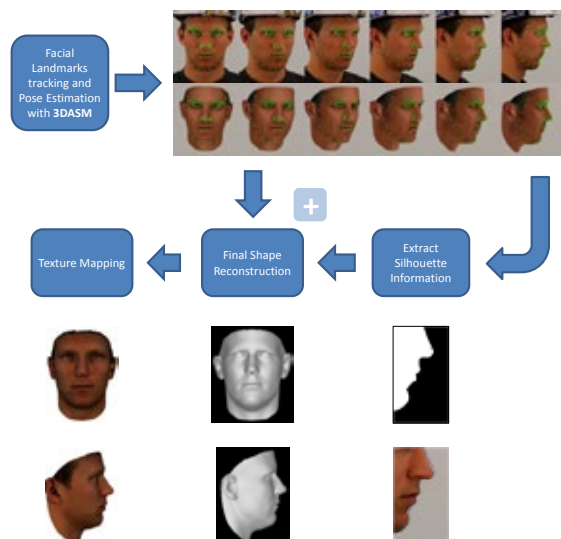 Facial
Landmarks
tracking and
Pose Estimation
with 3DASM
+
Texture Mapping
Final Shape
Reconstruction
Extract
Silhouette
Information